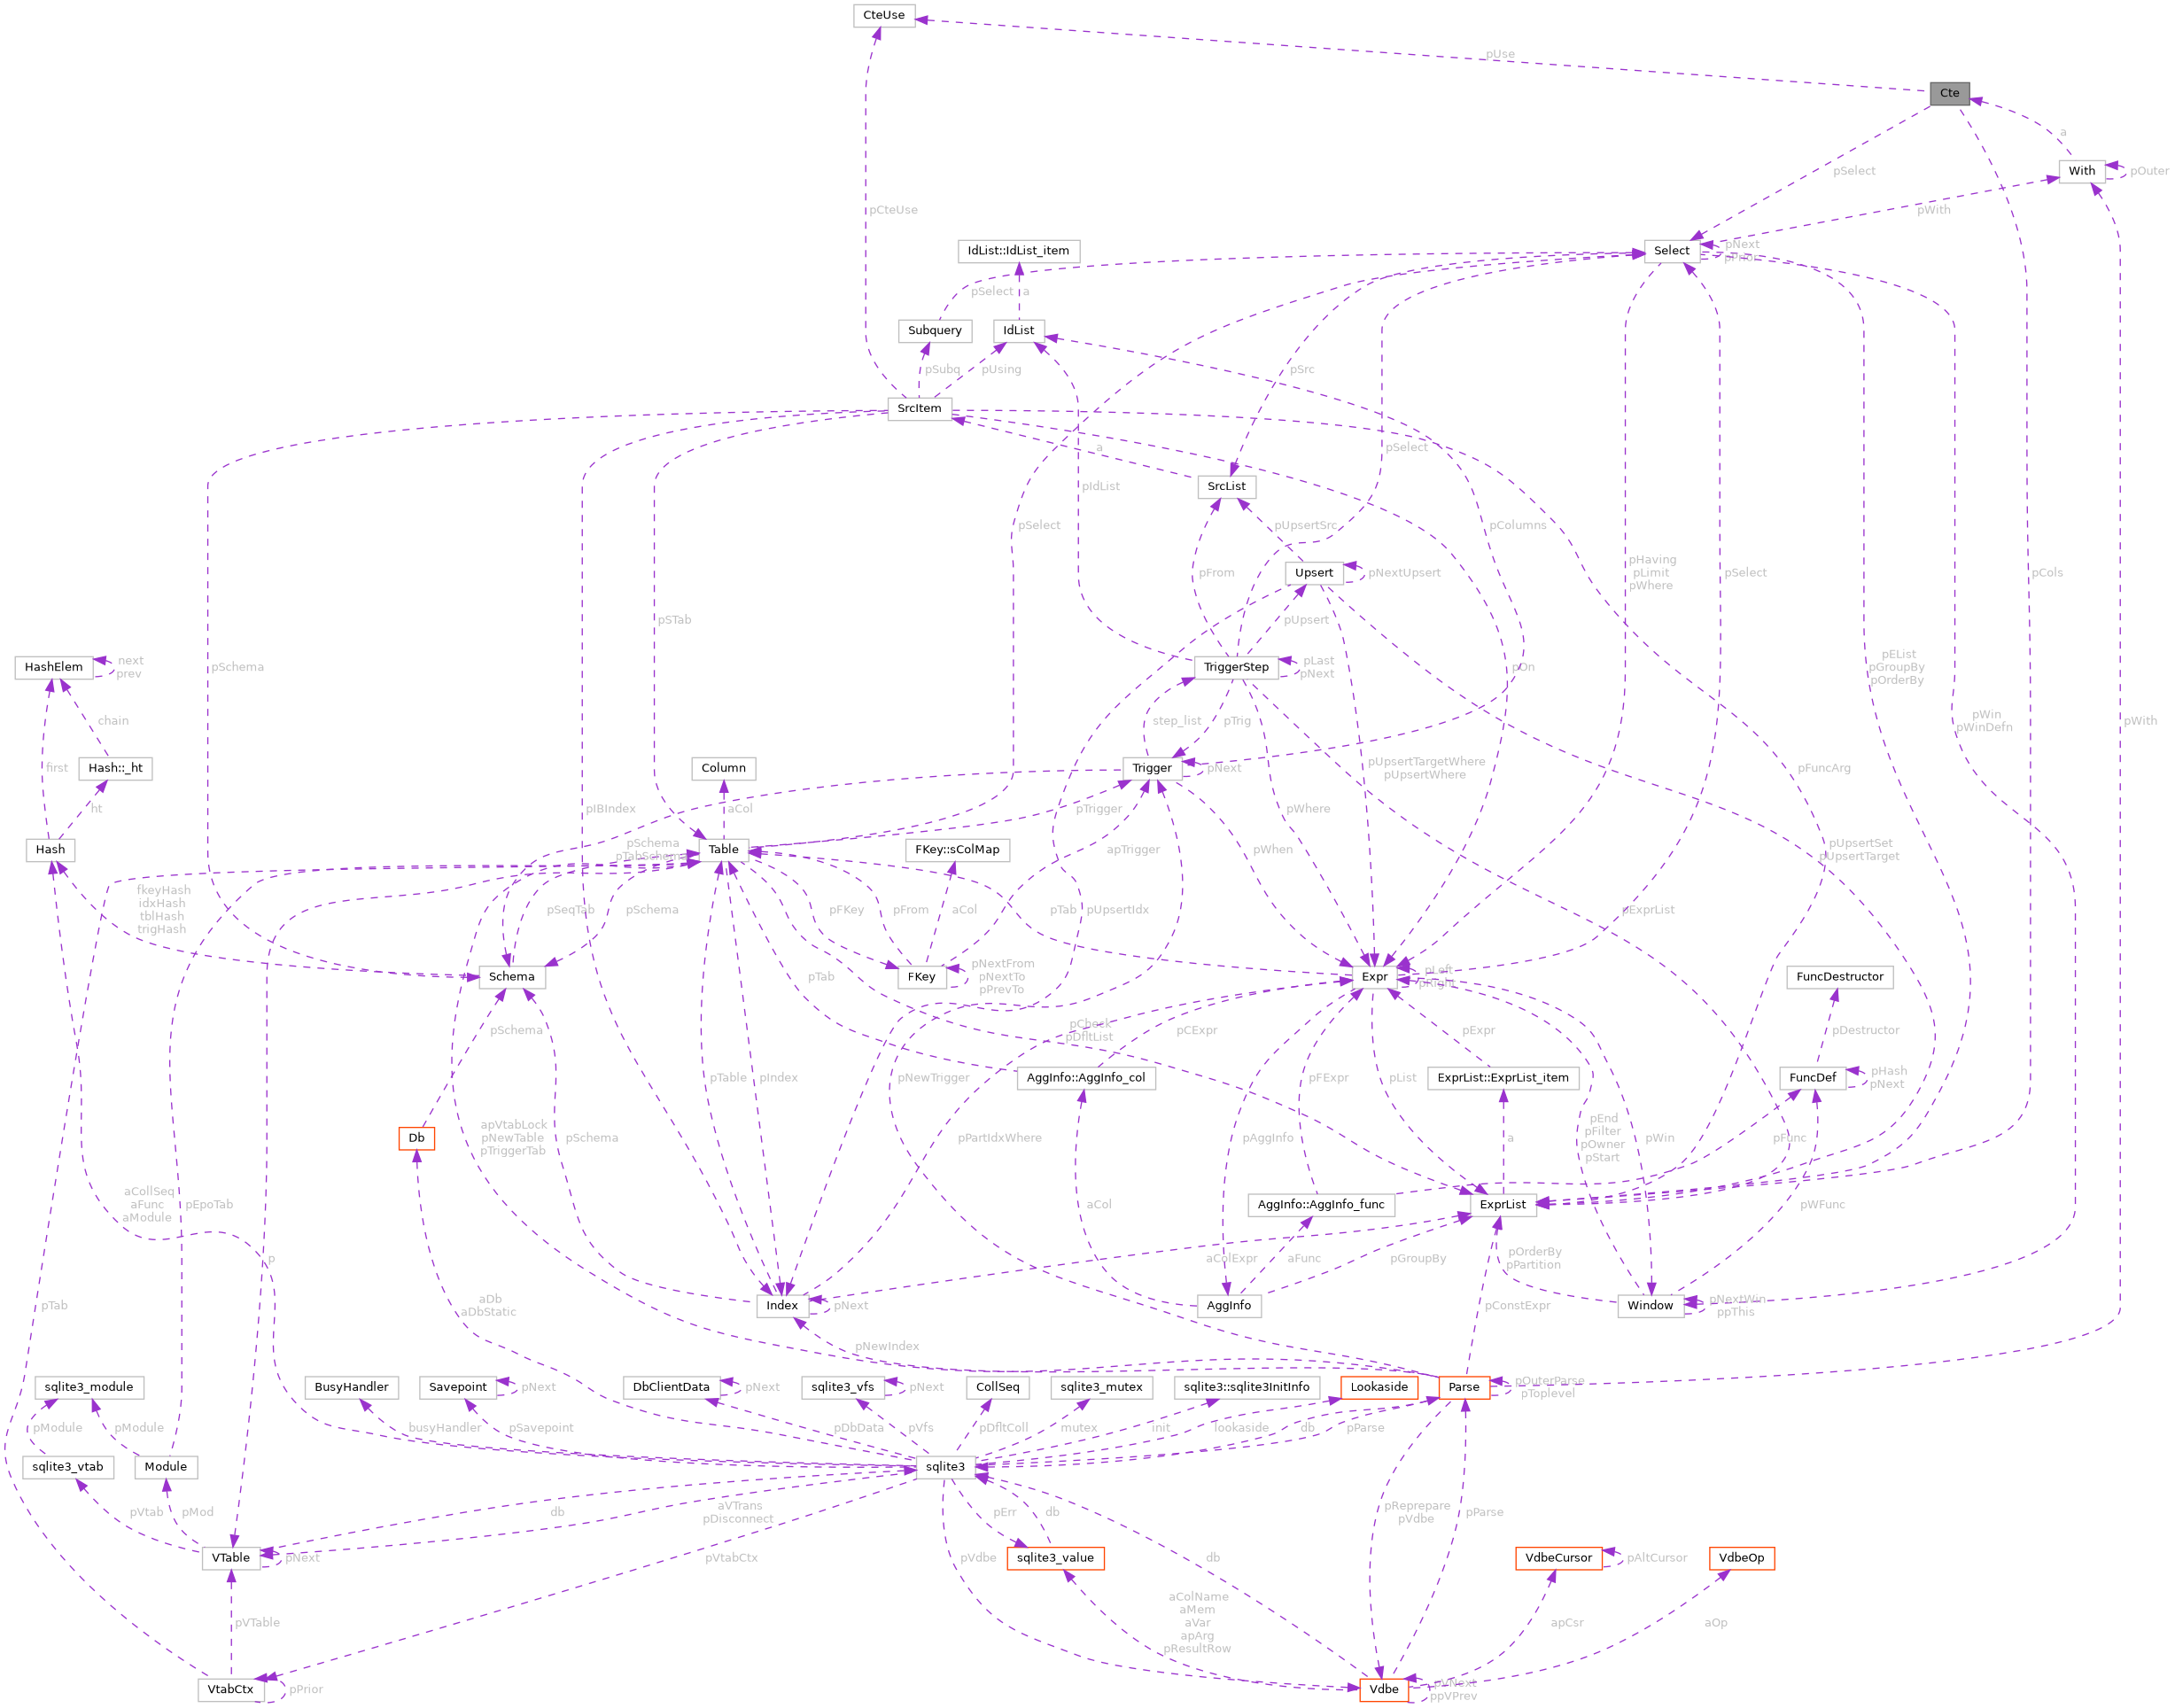 CteUse
pUse
Cte
a
With
pOuter
pSelect
pCteUse
pWith
IdList::IdList_item
Select
pNext
pPrior
pSelect
a
Subquery
IdList
pSubq
pUsing
pSrc
SrcItem
a
pSelect
pIdList
SrcList
pSelect
pUpsertSrc
pColumns
pHaving
pLimit
pWhere
pSelect
pCols
pFrom
Upsert
pNextUpsert
pSTab
pUpsert
HashElem
next
prev
pSchema
TriggerStep
pLast
pNext
pOn
pEList
pGroupBy
pOrderBy
chain
step_list
pTrig
pWin
pWinDefn
pWith
first
Hash::_ht
Column
Trigger
pNext
pUpsertTargetWhere
pUpsertWhere
pFuncArg
ht
pIBIndex
aCol
pTrigger
pWhere
Hash
pSchema
pTabSchema
Table
FKey::sColMap
apTrigger
pWhen
pUpsertSet
pUpsertTarget
fkeyHash
idxHash
tblHash
trigHash
pSeqTab
pSchema
pFKey
pFrom
aCol
pUpsertIdx
pTab
pExprList
Schema
pTab
FKey
pNextFrom
pNextTo
pPrevTo
Expr
pLeft
pRight
FuncDestructor
pSchema
pCheck
pDfltList
pCExpr
pExpr
pDestructor
pNewTrigger
pTable
pIndex
AggInfo::AggInfo_col
pFExpr
pList
ExprList::ExprList_item
FuncDef
pHash
pNext
Db
apVtabLock
pNewTable
pTriggerTab
pSchema
pPartIdxWhere
pAggInfo
a
pEnd
pFilter
pOwner
pStart
pWin
pFunc
aCollSeq
aFunc
aModule
pEpoTab
aCol
AggInfo::AggInfo_func
ExprList
pWFunc
p
aColExpr
aFunc
pGroupBy
pOrderBy
pPartition
pTab
aDb
aDbStatic
Index
pNext
AggInfo
pConstExpr
Window
pNextWin
ppThis
pNewIndex
sqlite3_module
BusyHandler
Savepoint
pNext
DbClientData
pNext
sqlite3_vfs
pNext
CollSeq
sqlite3_mutex
sqlite3::sqlite3InitInfo
Lookaside
Parse
pOuterParse
pToplevel
pModule
pModule
busyHandler
pSavepoint
pDbData
pVfs
pDfltColl
mutex
init
lookaside
db
pParse
sqlite3_vtab
Module
sqlite3
pVtab
pMod
db
aVTrans
pDisconnect
pErr
db
pReprepare
pVdbe
pParse
VTable
pNext
pVtabCtx
pVdbe
sqlite3_value
db
VdbeCursor
pAltCursor
VdbeOp
pVTable
aColName
aMem
aVar
apArg
pResultRow
apCsr
aOp
VtabCtx
pPrior
Vdbe
pVNext
ppVPrev